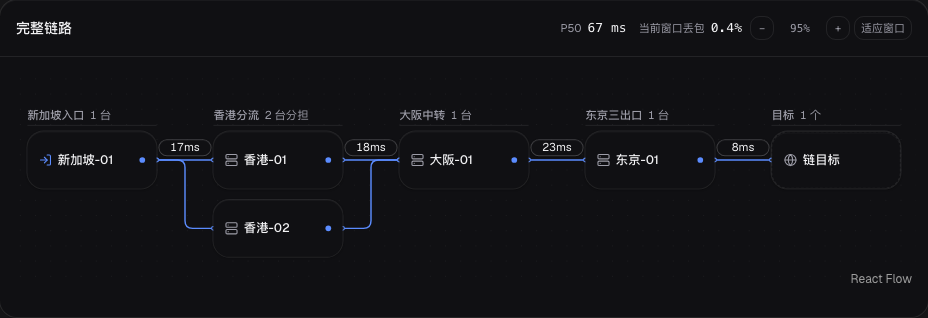 完整链路
P50 67 ms 当前窗口丢包 0.4% − 95% + 适应窗口
新加坡入口 1 台
香港分流 2 台分担
大阪中转 1 台
东京三出口 1 台
目标 1 个
新加坡-01
17ms
香港-01
18ms
大阪-01
23ms
东京-01
8ms
链目标
香港-02
React Flow